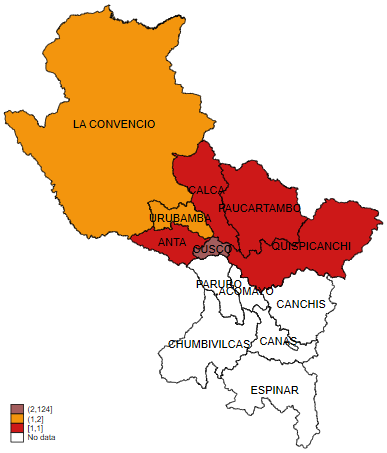 LA CONVENCIO
CALCA
PAUCARTAMBO
URUBAMBA
ANTA
CUSCO
QUISPICANCHI
PARURO
ACOMAYO
CANCHIS
CHUMBIVILCAS
CANAS
ESPINAR
(2,124]
(1,2]
[1,1]
No data